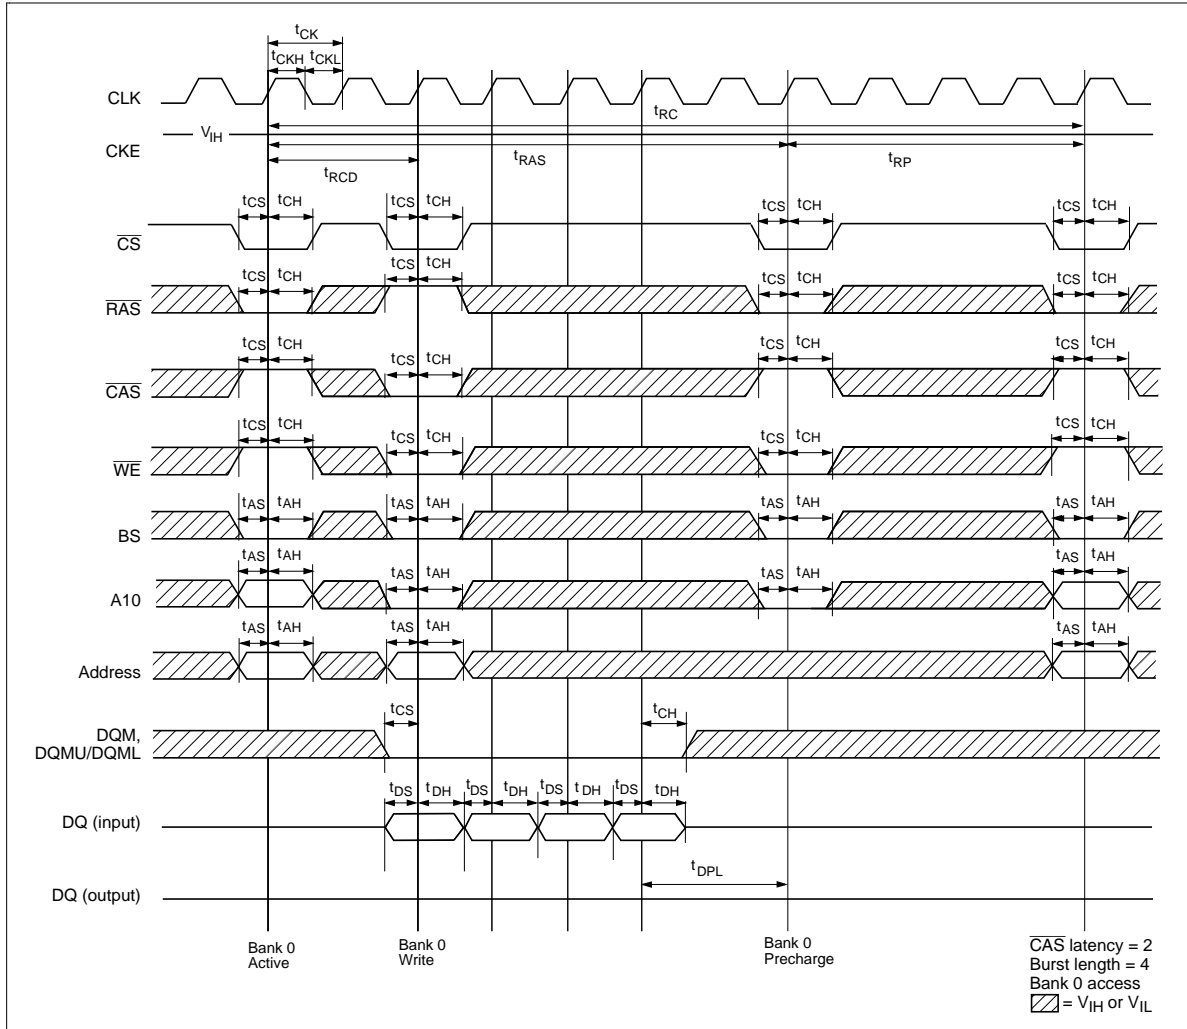 tCK
tCKH tCKL
CLK
tRC
VIH
CKE
tRAS tRP
tRCD
tCS tCH tCS tCH tCS tCH tCS tCH
CS
tCS tCH tCS tCH tCS tCH tCS tCH
RAS
tCS tCH tCS tCH tCS tCH tCS tCH
CAS
tCS tCH tCS tCH tCS tCH tCS tCH
WE
tAS tAH tAS tAH tAS tAH tAS tAH
BS
tAS tAH tAS tAH tAS tAH tAS tAH
A10
tAS tAH tAS tAH tAS tAH
Address
tCS tCH
DQM,
DQMU/DQML
tDS tDH tDS tDH tDS tDH tDS tDH
DQ (input)
tDPL
DQ (output)
Bank 0
Active
Bank 0
Write
Bank 0
Precharge
CAS latency = 2
Burst length = 4
Bank 0 access
= VIH or VIL